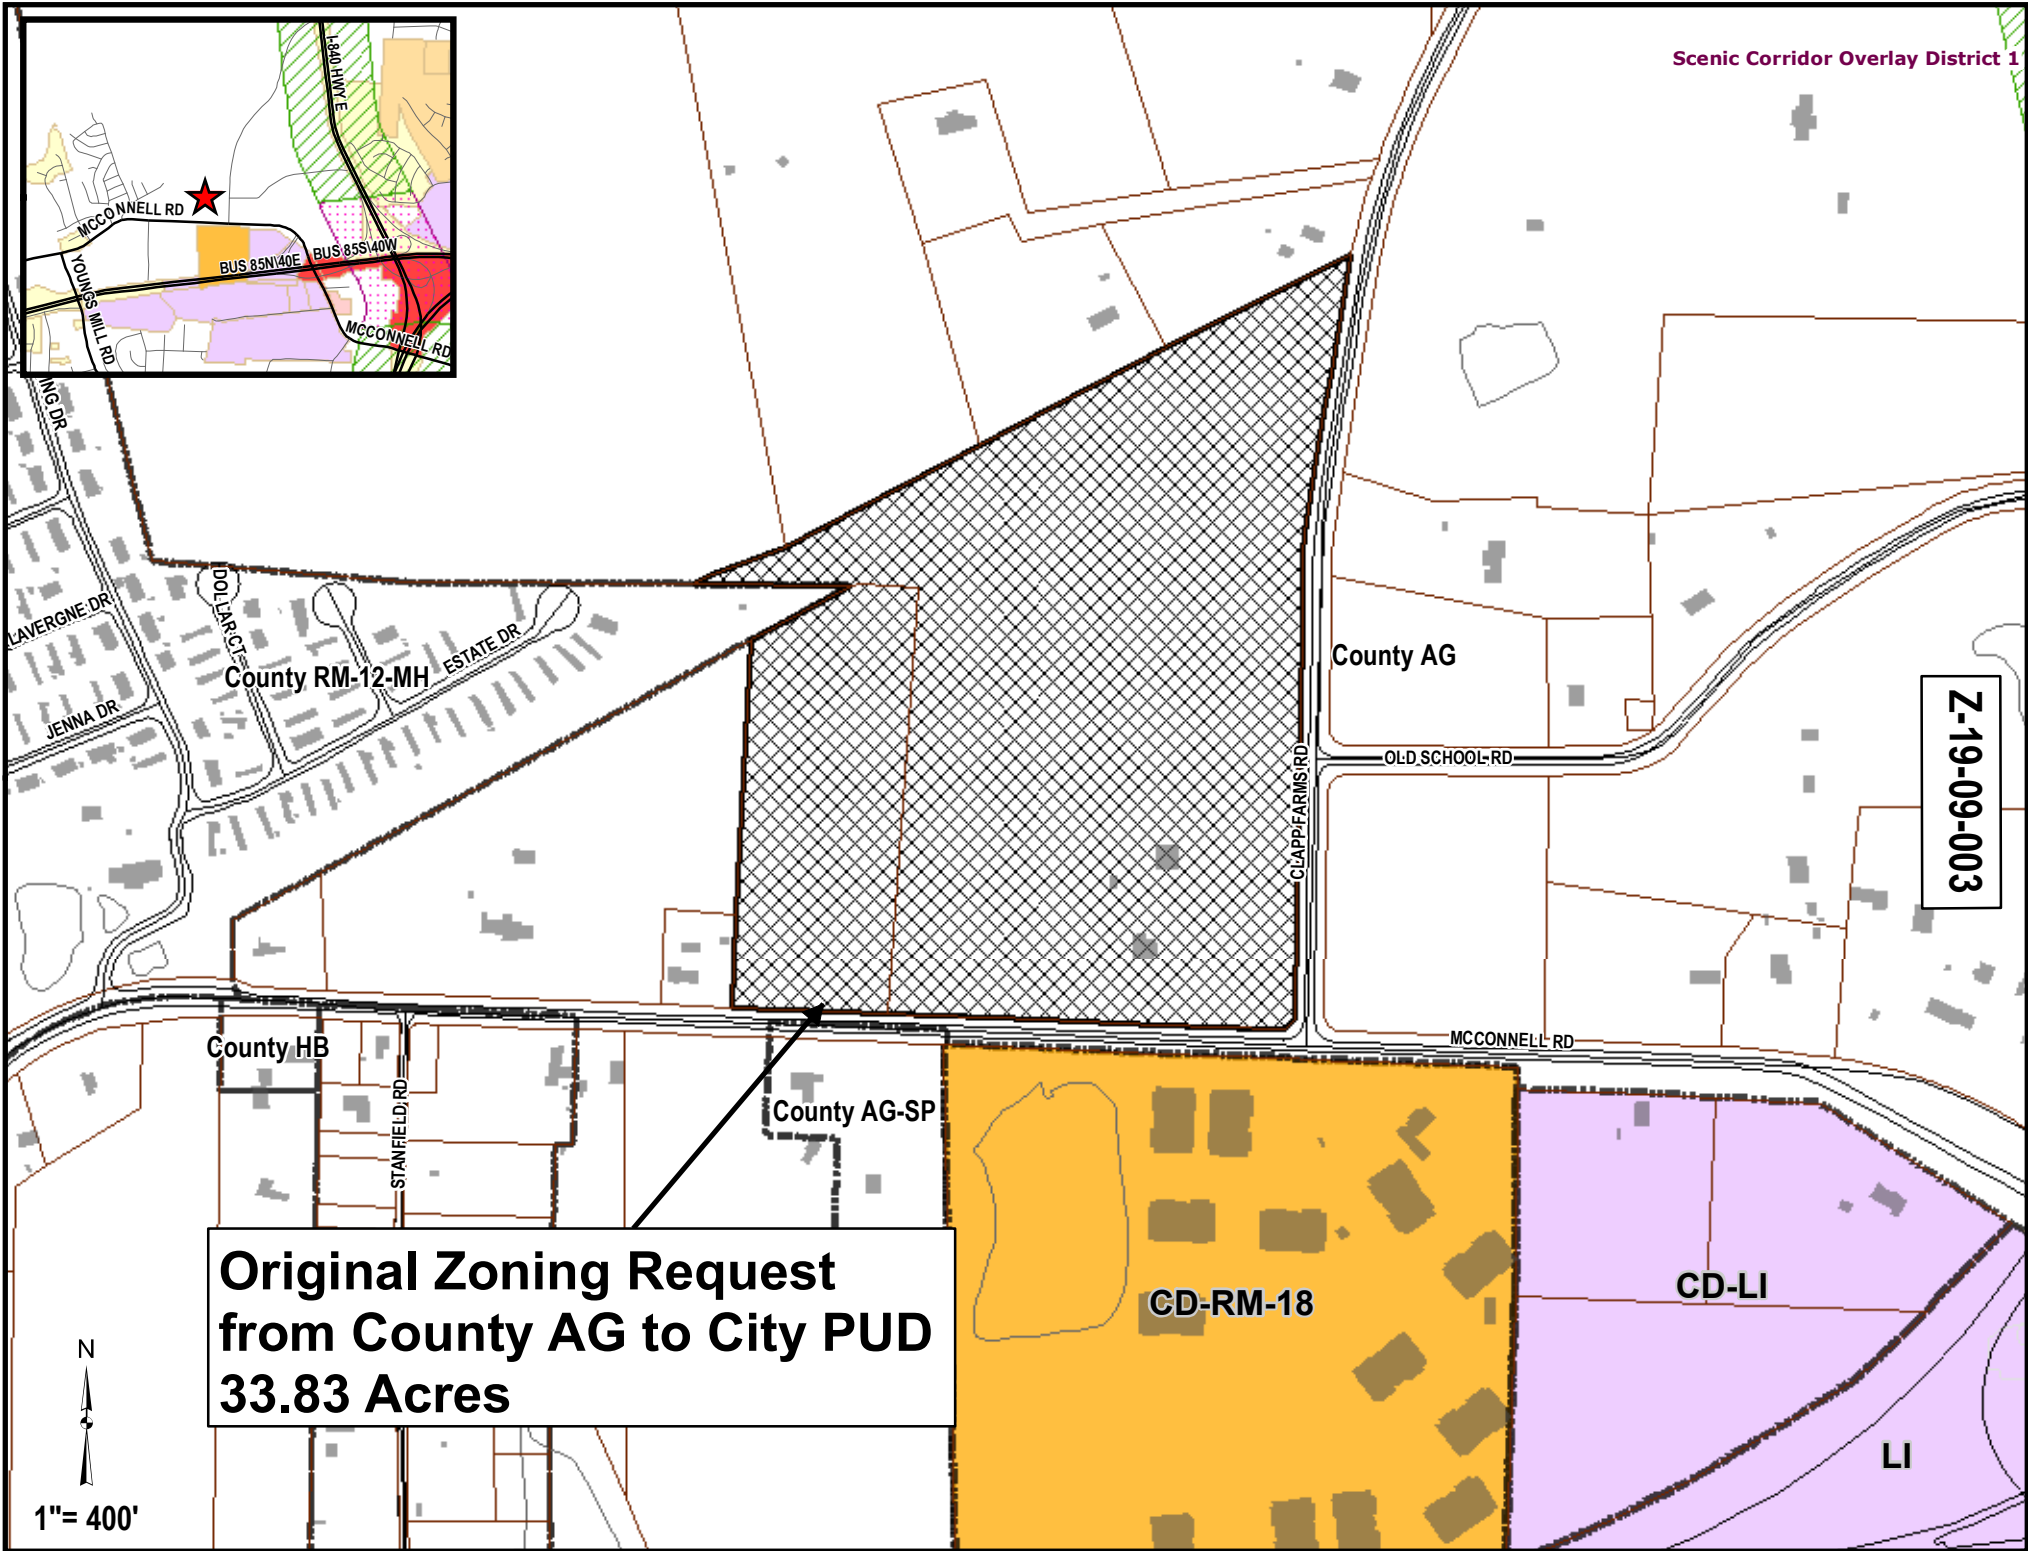 Scenic Corridor Overlay District 1
I-840 HWY E
MCCONNELL RD
BUS 85N\40E
BUS 85S\40W
YOUNGS MILL RD
MCCONNELL RD
ING DR
LAVERGNE DR
DOLLAR CT
ESTATE DR
County RM-12-MH
JENNA DR
County AG
OLD SCHOOL RD
CLAPP FARMS RD
Z-19-09-003
MCCONNELL RD
County HB
STANFIELD RD
County AG-SP
Original Zoning Request
from County AG to City PUD
33.83 Acres
CD-RM-18
CD-LI
LI
N
1"= 400'